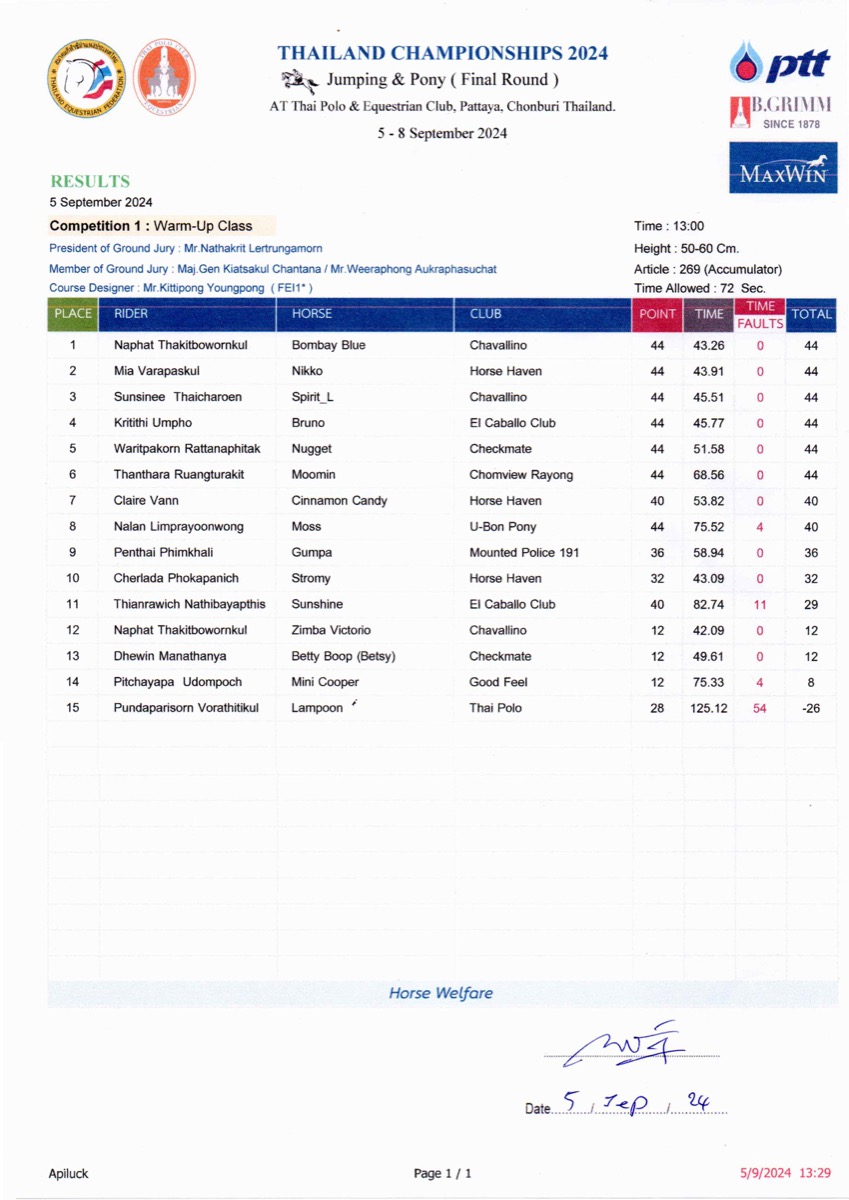 THAILAND CHAMPIONSHIPS 2024
Jumping & Pony ( Final Round )
AT Thai Polo & Equestrian Club, Pattaya, Chonburi Thailand.
5 - 8 September 2024
THAILAND EQUESTRIAN FEDERATION
THAI POLO CLUB
EQUESTRIAN
ptt
B.GRIMM
SINCE 1878
MAXWIN
RESULTS
5 September 2024
Competition 1 : Warm-Up Class Time : 13:00
President of Ground Jury : Mr.Nathakrit Lertrungamorn Height : 50-60 Cm.
Member of Ground Jury : Maj.Gen Kiatsakul Chantana / Mr.Weeraphong Aukraphasuchat Article : 269 (Accumulator)
Course Designer : Mr.Kittipong Youngpong ( FEI1* ) Time Allowed : 72 Sec.
PLACE RIDER HORSE CLUB POINT TIME TIME FAULTS TOTAL
1 Naphat Thakitbowornkul Bombay Blue Chavallino 44 43.26 0 44
2 Mia Varapaskul Nikko Horse Haven 44 43.91 0 44
3 Sunsinee Thaicharoen Spirit_L Chavallino 44 45.51 0 44
4 Kritithi Umpho Bruno El Caballo Club 44 45.77 0 44
5 Waritpakorn Rattanaphitak Nugget Checkmate 44 51.58 0 44
6 Thanthara Ruangturakit Moomin Chomview Rayong 44 68.56 0 44
7 Claire Vann Cinnamon Candy Horse Haven 40 53.82 0 40
8 Nalan Limprayoonwong Moss U-Bon Pony 44 75.52 4 40
9 Penthai Phimkhali Gumpa Mounted Police 191 36 58.94 0 36
10 Cherlada Phokapanich Stromy Horse Haven 32 43.09 0 32
11 Thianrawich Nathibayapthis Sunshine El Caballo Club 40 82.74 11 29
12 Naphat Thakitbowornkul Zimba Victorio Chavallino 12 42.09 0 12
13 Dhewin Manathanya Betty Boop (Betsy) Checkmate 12 49.61 0 12
14 Pitchayapa Udompoch Mini Cooper Good Feel 12 75.33 4 8
15 Pundaparisorn Vorathitikul Lampoon Thai Polo 28 125.12 54 -26
Horse Welfare
Date 5 / Sep / 24
Apiluck Page 1 / 1 5/9/2024 13:29